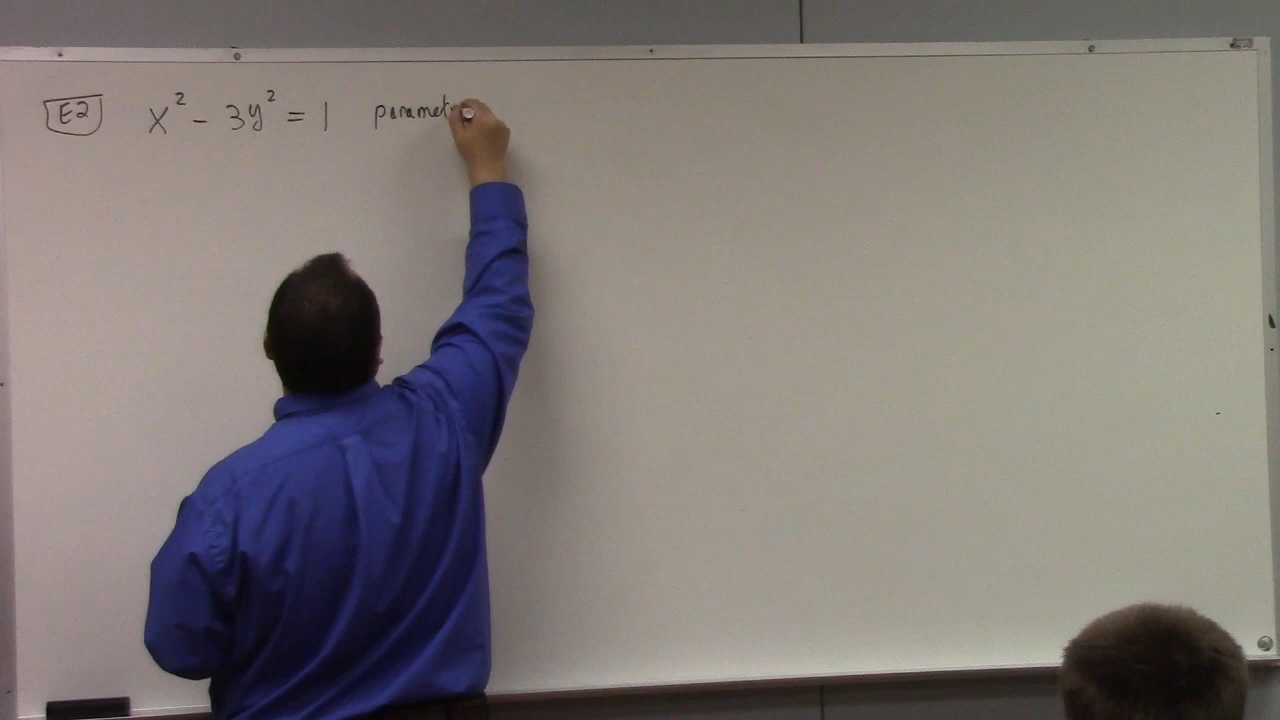 E2 x² - 3y² = 1 paramet